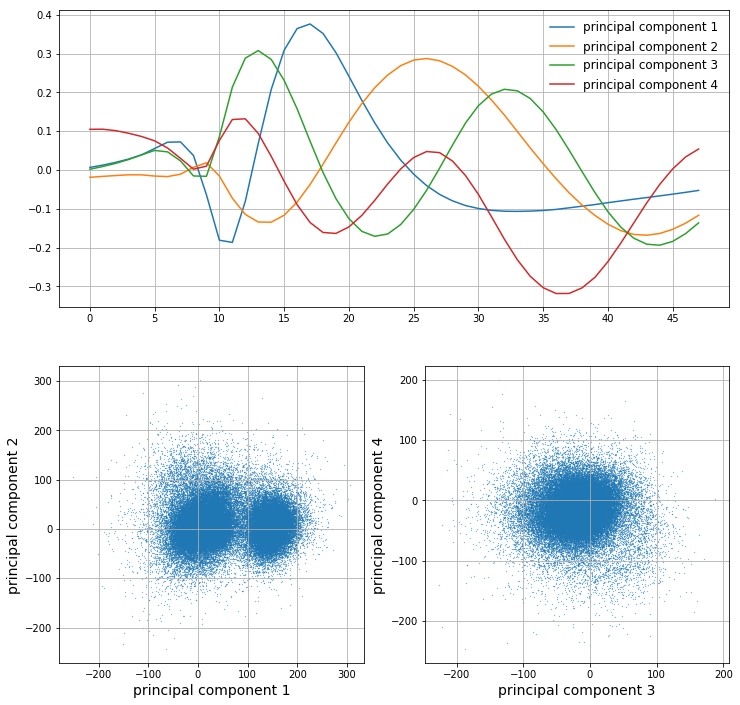 0.4
0.3
0.2
0.1
0.0
−0.1
−0.2
−0.3
0 5 10 15 20 25 30 35 40 45
principal component 1
principal component 2
principal component 3
principal component 4
300
200
100
0
−100
−200
−200 −100 0 100 200 300
principal component 1
principal component 2
200
100
0
−100
−200
−200 −100 0 100 200
principal component 3
principal component 4